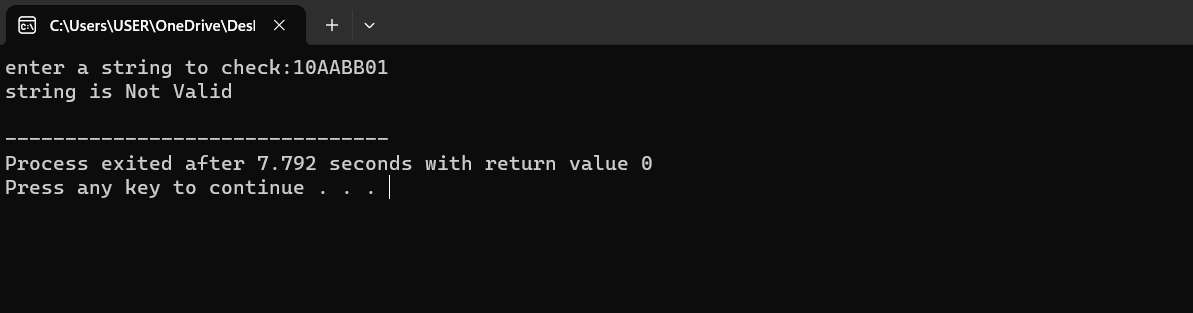 C:\Users\USER\OneDrive\Desl
enter a string to check:10AABB01
string is Not Valid
--------------------------------
Process exited after 7.792 seconds with return value 0
Press any key to continue . . .